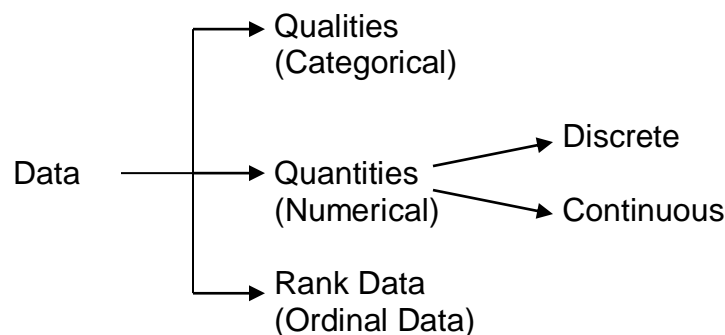 Qualities
(Categorical)
Discrete
Data
Quantities
(Numerical)
Continuous
Rank Data
(Ordinal Data)